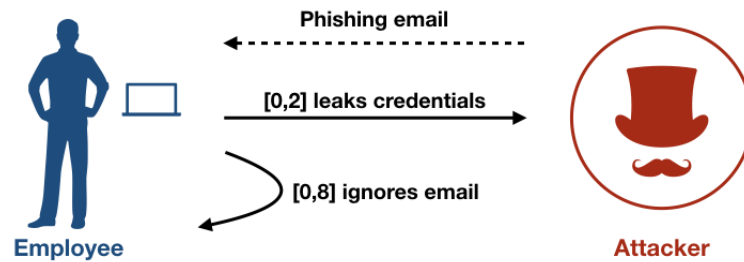 Phishing email
[0,2] leaks credentials
[0,8] ignores email
Employee
Attacker